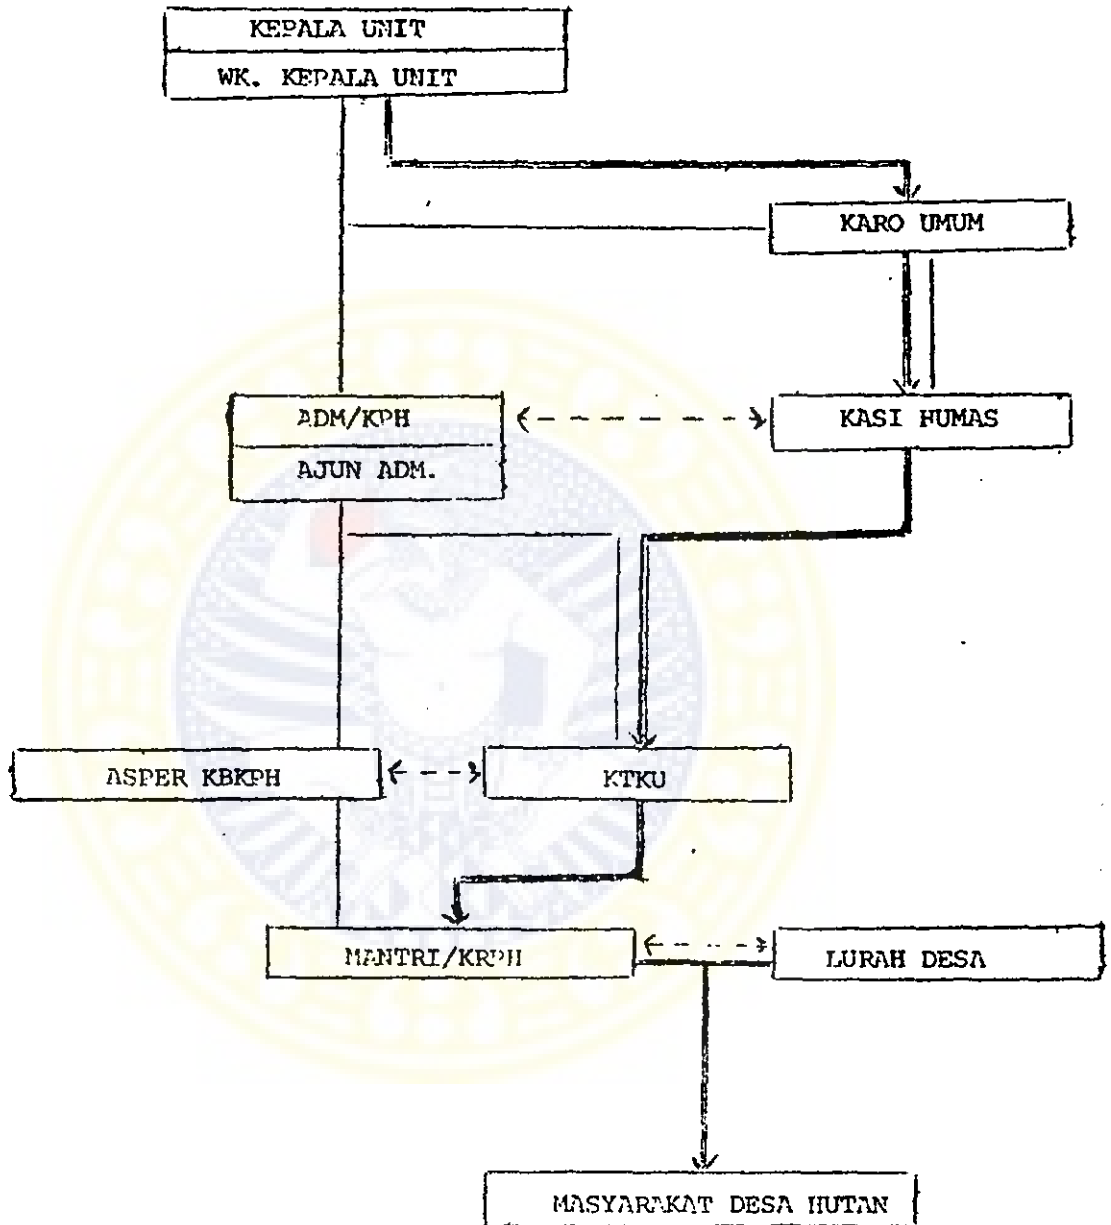 KEPALA UNIT
WK. KEPALA UNIT
KARO UMUM
ADM/KPH
KASI HUMAS
AJUN ADM.
ASPER KBKPH
KTKU
MANTRI/KRPH
LURAH DESA
MASYARAKAT DESA HUTAN